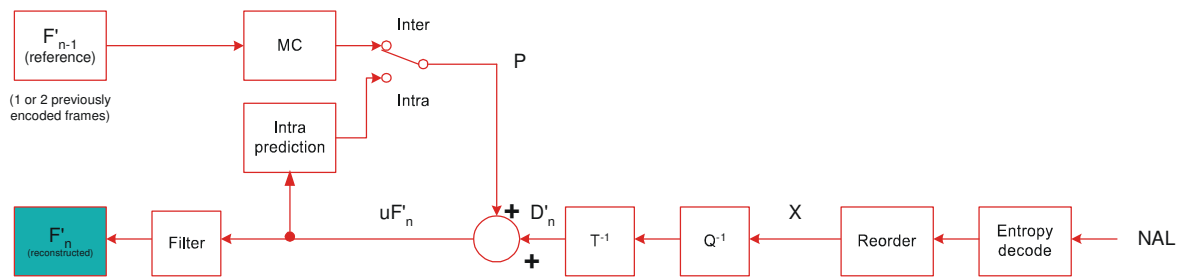 F'n-1
(reference)
(1 or 2 previously
encoded frames)
MC
Inter
Intra
P
Intra
prediction
F'n
(reconstructed)
Filter
uF'n
+
+
D'n
T-1
Q-1
X
Reorder
Entropy
decode
NAL